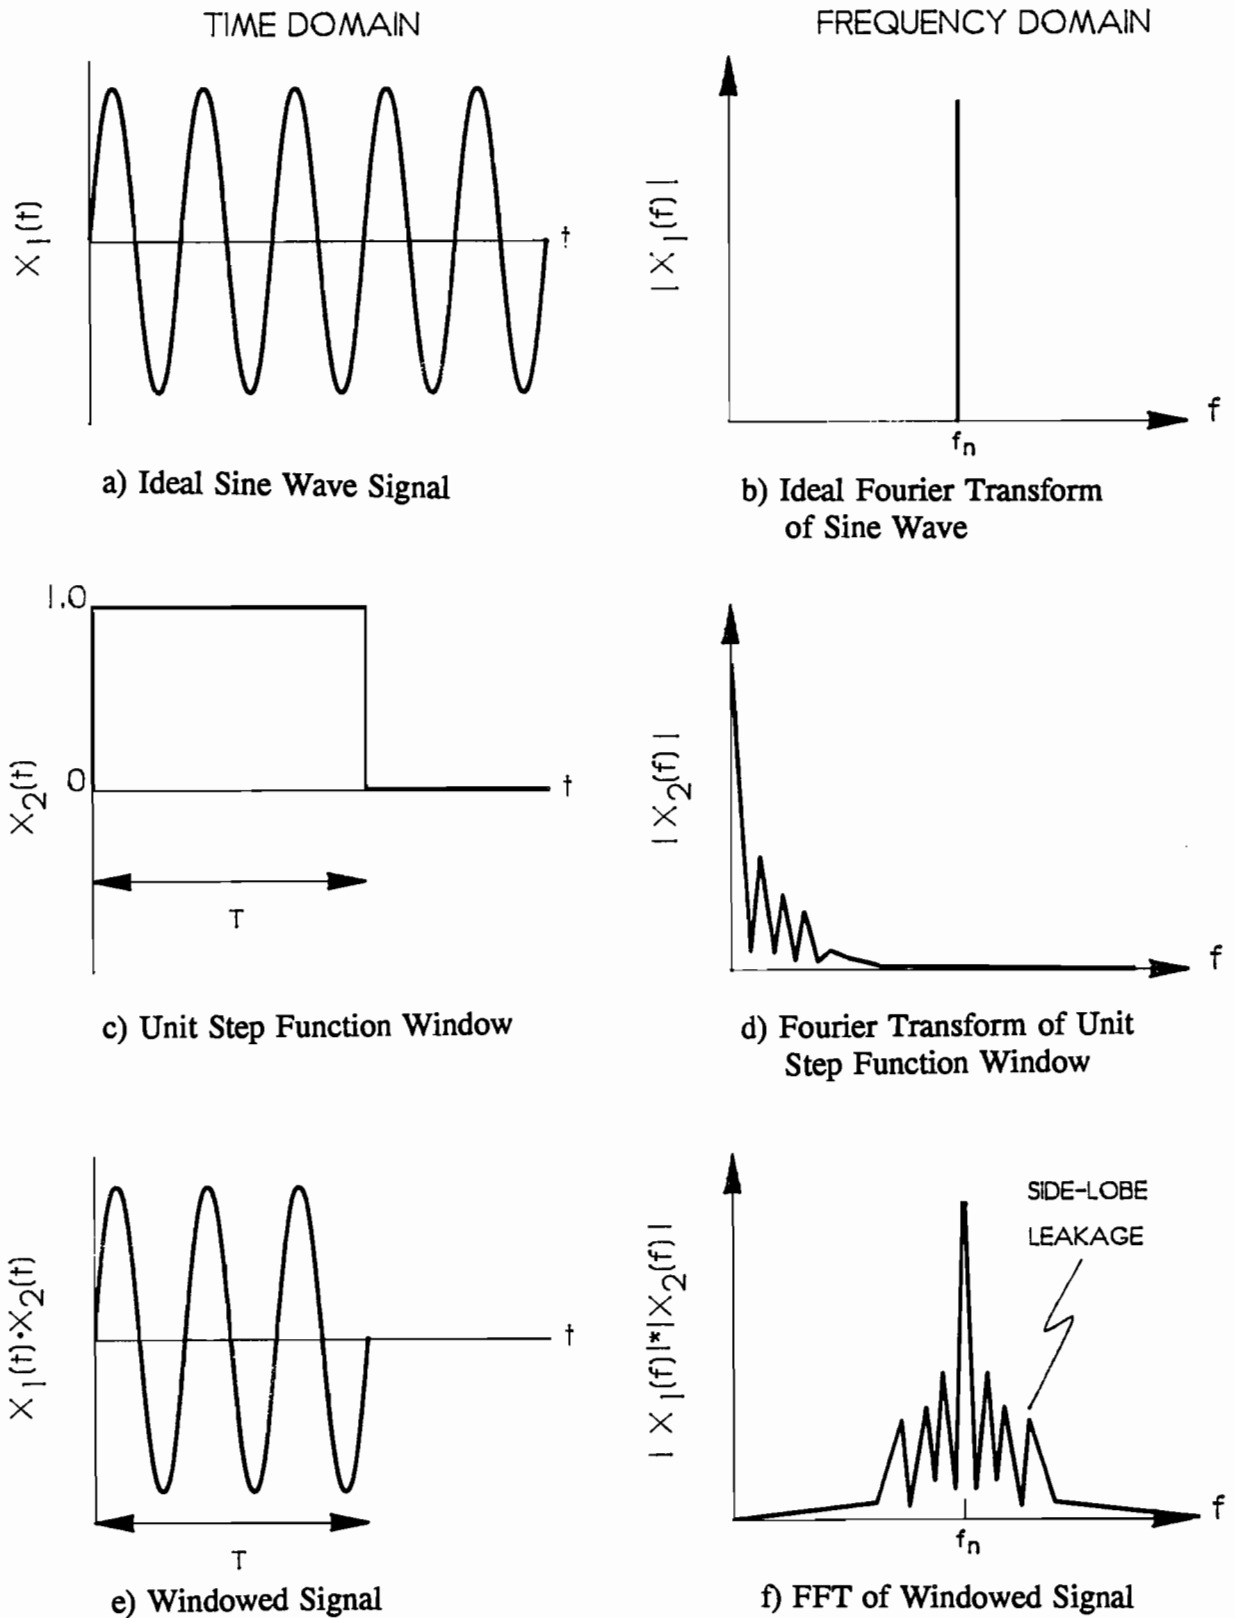 TIME DOMAIN
FREQUENCY DOMAIN
X1(t)
t
a) Ideal Sine Wave Signal
|X1(f)|
f
fn
b) Ideal Fourier Transform
of Sine Wave
1.0
0
X2(t)
t
T
c) Unit Step Function Window
|X2(f)|
f
d) Fourier Transform of Unit
Step Function Window
X1(t)·X2(t)
t
T
e) Windowed Signal
|X1(f)|*|X2(f)|
SIDE-LOBE
LEAKAGE
f
fn
f) FFT of Windowed Signal